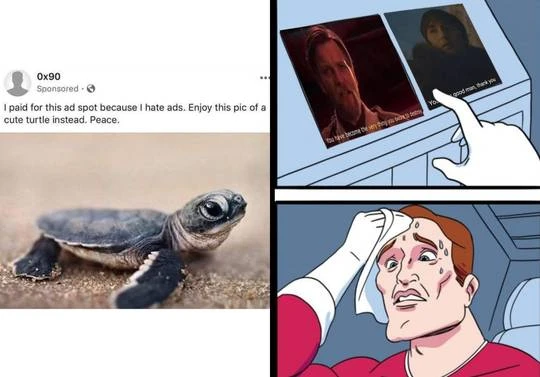 0x90
Sponsored ·
I paid for this ad spot because I hate ads. Enjoy this pic of a
cute turtle instead. Peace.
You have become the very thing you swore to destroy
You good man, thank you